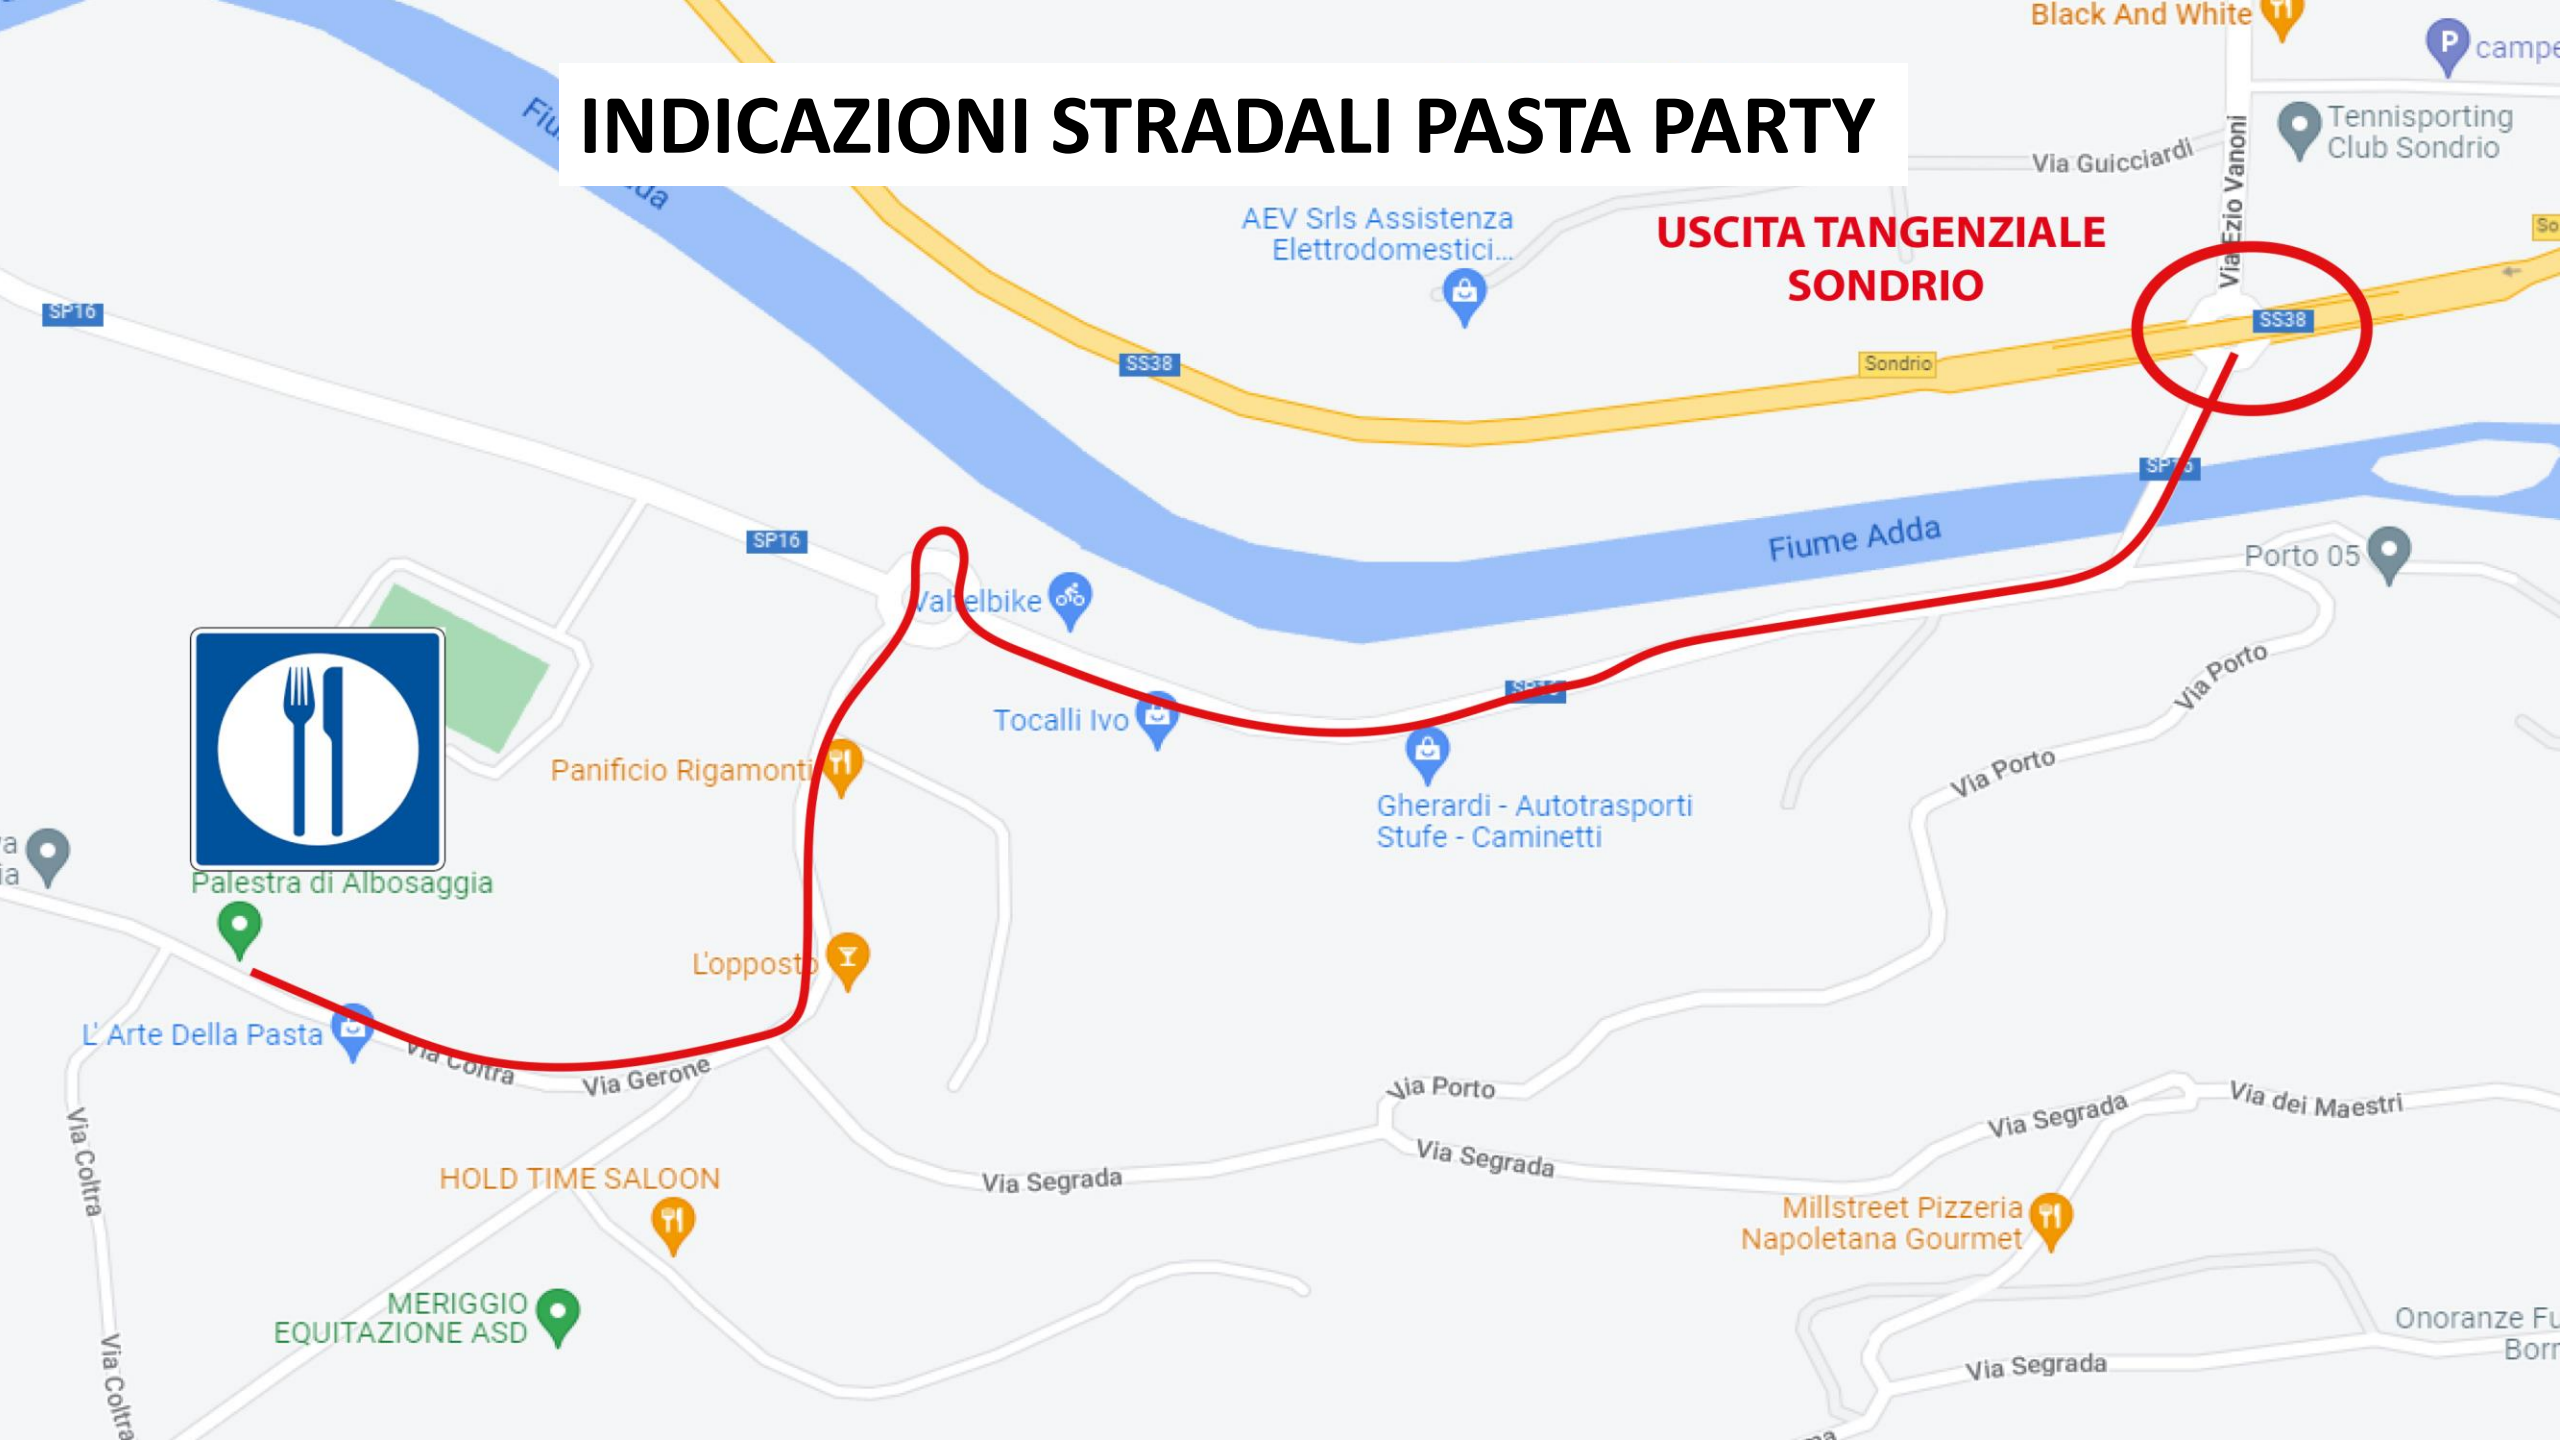 Black And White
P
campe
INDICAZIONI STRADALI PASTA PARTY
Tennisporting
Club Sondrio
Via Guicciardi
Via Ezio Vanoni
AEV Srls Assistenza
Elettrodomestici...
USCITA TANGENZIALE
SONDRIO
So
SP16
SS38
SS38
Sondrio
SP16
Fiume Adda
Porto 05
SP16
Valtelbike
Via Porto
Tocalli Ivo
Panificio Rigamonti
Via Porto
Gherardi - Autotrasporti
Stufe - Caminetti
Palestra di Albosaggia
L'opposto
L' Arte Della Pasta
Via Coltra
Via Gerone
Via Porto
Via Segrada
Via dei Maestri
Via Segrada
Via Segrada
Via Coltra
HOLD TIME SALOON
Millstreet Pizzeria
Napoletana Gourmet
MERIGGIO
EQUITAZIONE ASD
Onoranze Fu
Borr
Via Segrada
Via Coltra